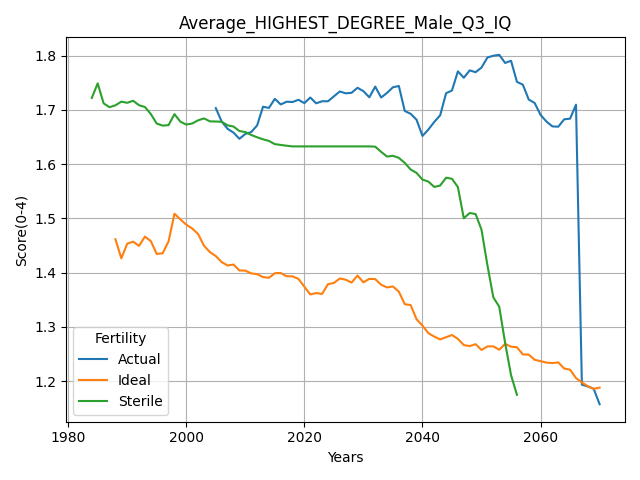 Average_HIGHEST_DEGREE_Male_Q3_IQ
Score(0-4)
1.8
1.7
1.6
1.5
1.4
1.3
1.2
Fertility
Actual
Ideal
Sterile
1980
2000
2020
2040
2060
Years